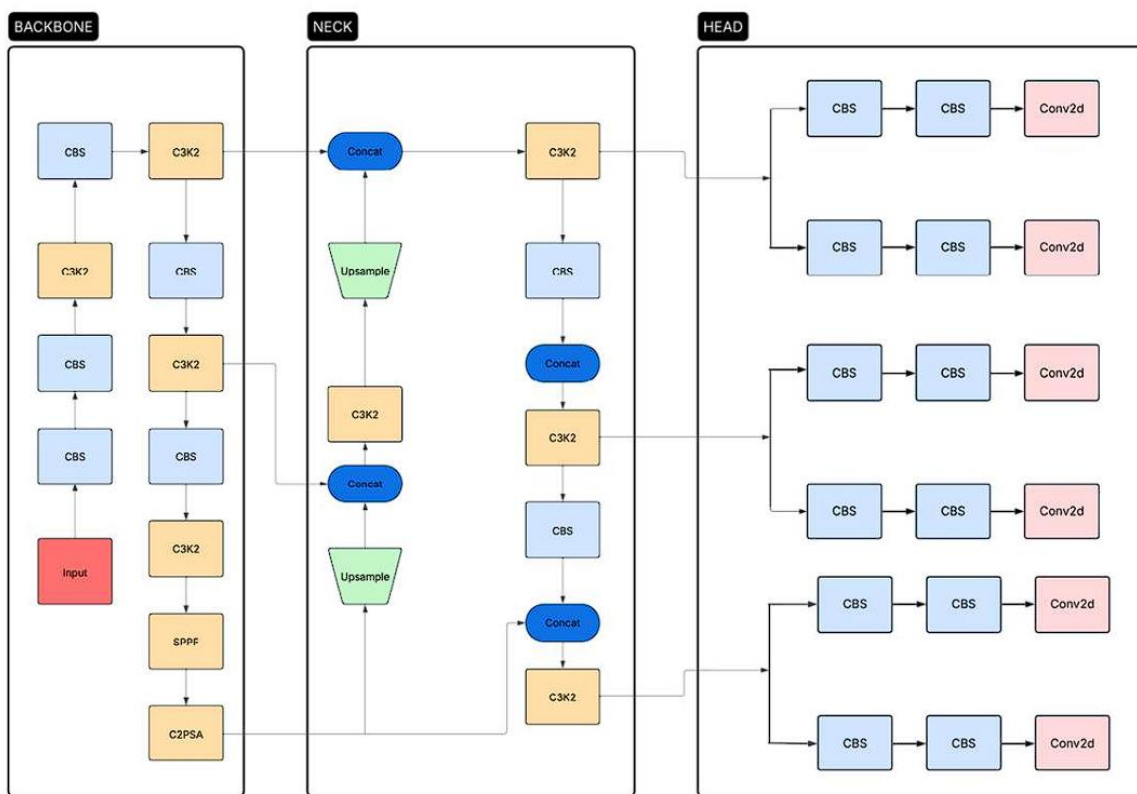 BACKBONE
NECK
HEAD
CBS
C3K2
C3K2
CBS
CBS
CBS
C3K2
CBS
Input
C3K2
SPPF
C2PSA
Concat
Upsample
C3K2
Concat
Upsample
C3K2
CBS
Concat
C3K2
CBS
Concat
C3K2
CBS
CBS
Conv2d
CBS
CBS
Conv2d
CBS
CBS
Conv2d
CBS
CBS
Conv2d
CBS
CBS
Conv2d
CBS
CBS
Conv2d